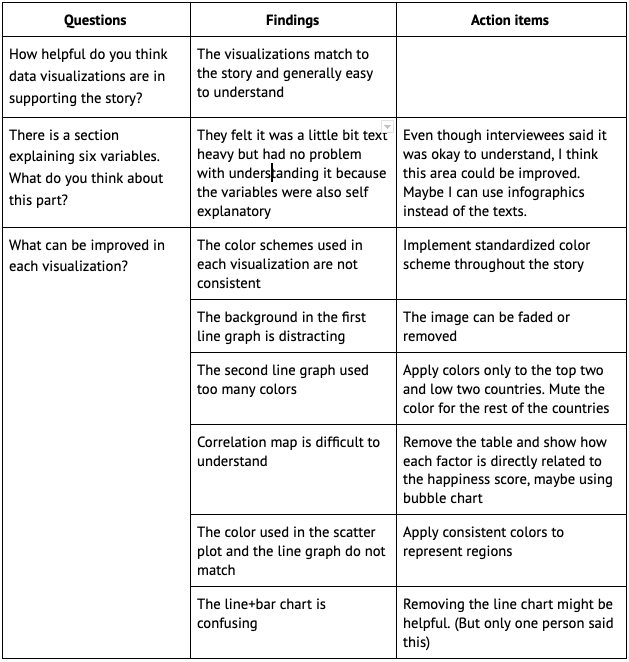 Questions
Findings
Action items
How helpful do you think
data visualizations are in
supporting the story?
The visualizations match to
the story and generally easy
to understand
There is a section
explaining six variables.
What do you think about
this part?
They felt it was a little bit text
heavy but had no problem
with understanding it because
the variables were also self
explanatory
Even though interviewees said it
was okay to understand, I think
this area could be improved.
Maybe I can use infographics
instead of the texts.
What can be improved in
each visualization?
The color schemes used in
each visualization are not
consistent
Implement standardized color
scheme throughout the story
The background in the first
line graph is distracting
The image can be faded or
removed
The second line graph used
too many colors
Apply colors only to the top two
and low two countries. Mute the
color for the rest of the countries
Correlation map is difficult to
understand
Remove the table and show how
each factor is directly related to
the happiness score, maybe using
bubble chart
The color used in the scatter
plot and the line graph do not
match
Apply consistent colors to
represent regions
The line+bar chart is
confusing
Removing the line chart might be
helpful. (But only one person said
this)